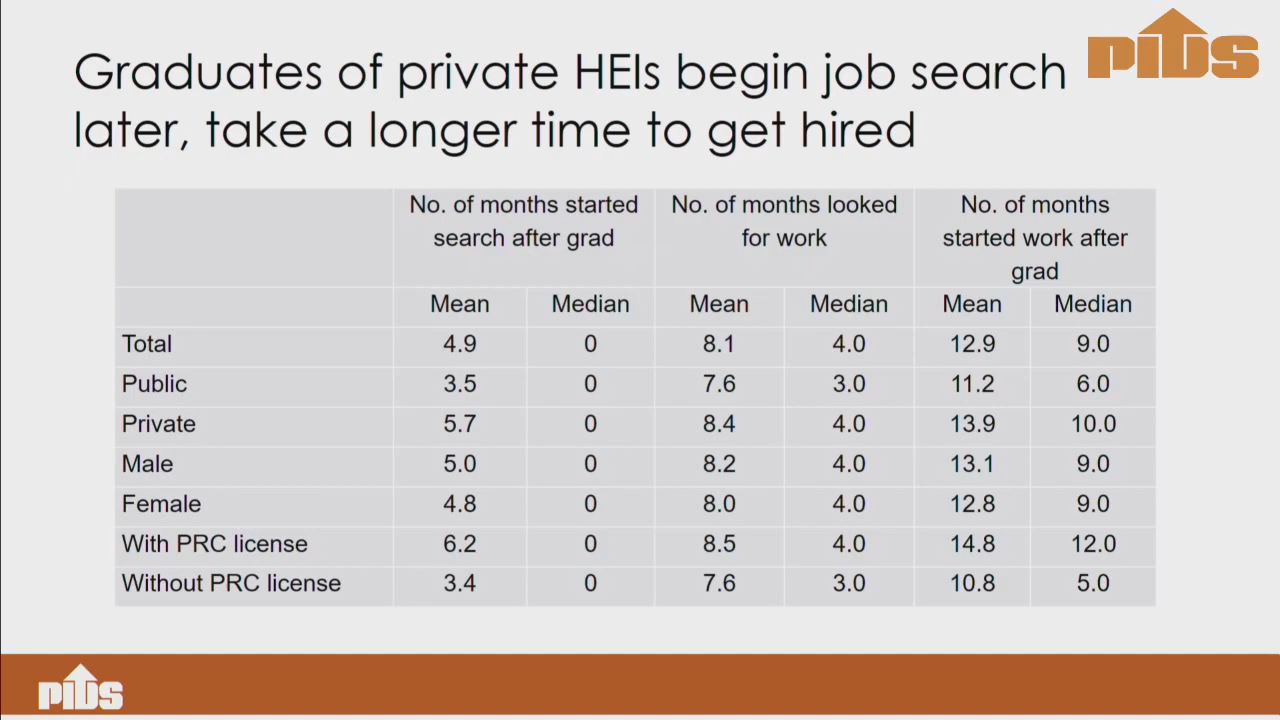 PIDS
Graduates of private HEIs begin job search
later, take a longer time to get hired
No. of months started search after grad No. of months looked for work No. of months started work after grad
Mean Median Mean Median Mean Median
Total 4.9 0 8.1 4.0 12.9 9.0
Public 3.5 0 7.6 3.0 11.2 6.0
Private 5.7 0 8.4 4.0 13.9 10.0
Male 5.0 0 8.2 4.0 13.1 9.0
Female 4.8 0 8.0 4.0 12.8 9.0
With PRC license 6.2 0 8.5 4.0 14.8 12.0
Without PRC license 3.4 0 7.6 3.0 10.8 5.0
PIDS